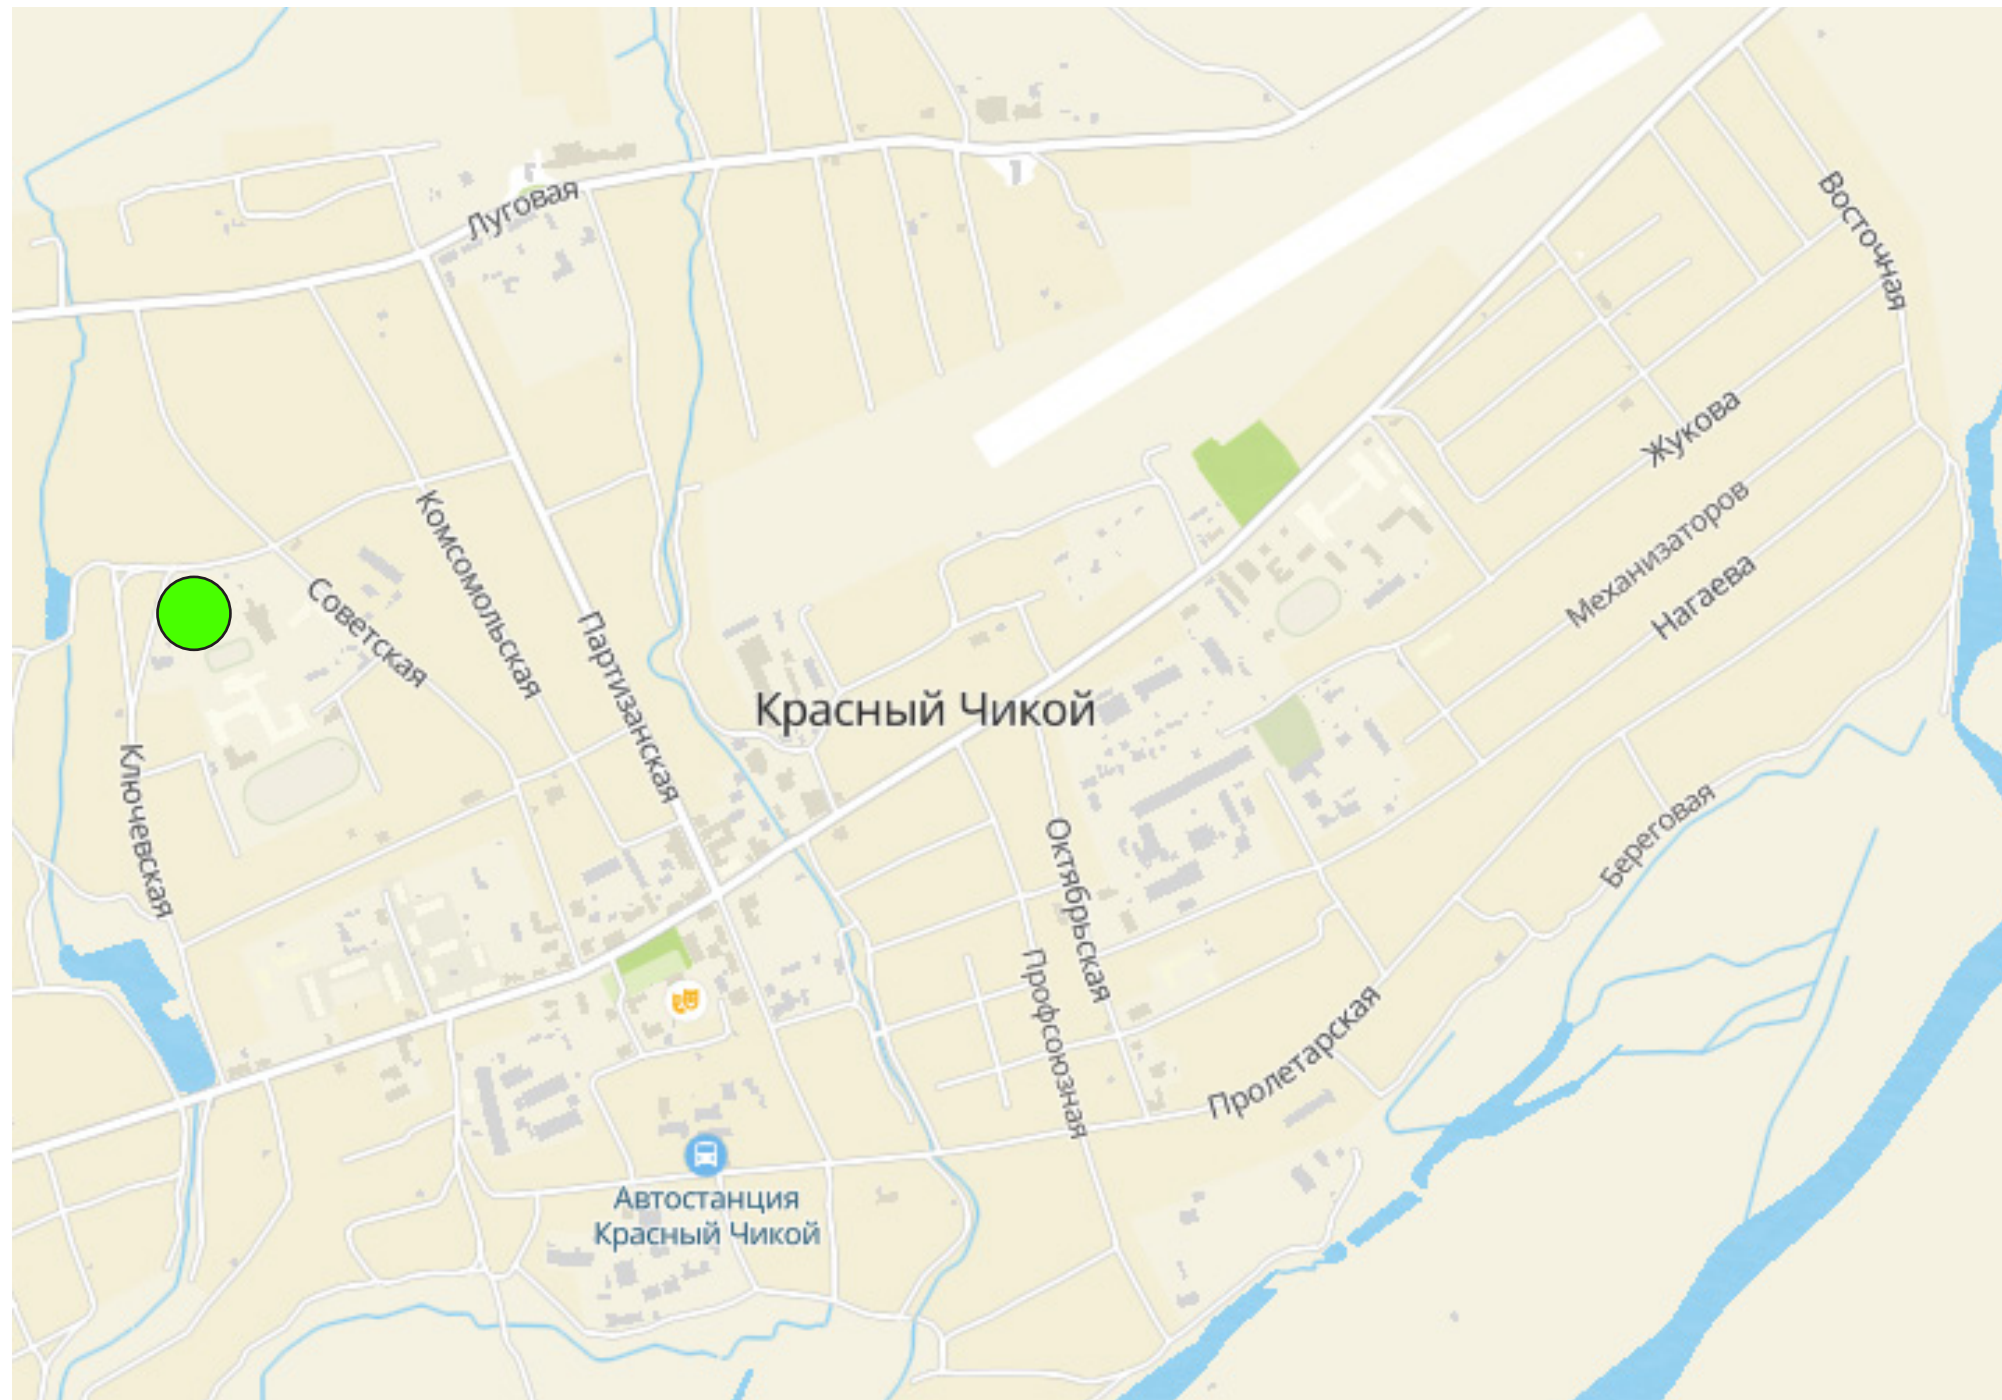 Луговая
Восточная
Жукова
Комсомольская
Механизаторов
Советская
Нагаева
Партизанская
Красный Чикой
Ключевская
Береговая
Октябрьская
Профсоюзная
Пролетарская
Автостанция
Красный Чикой